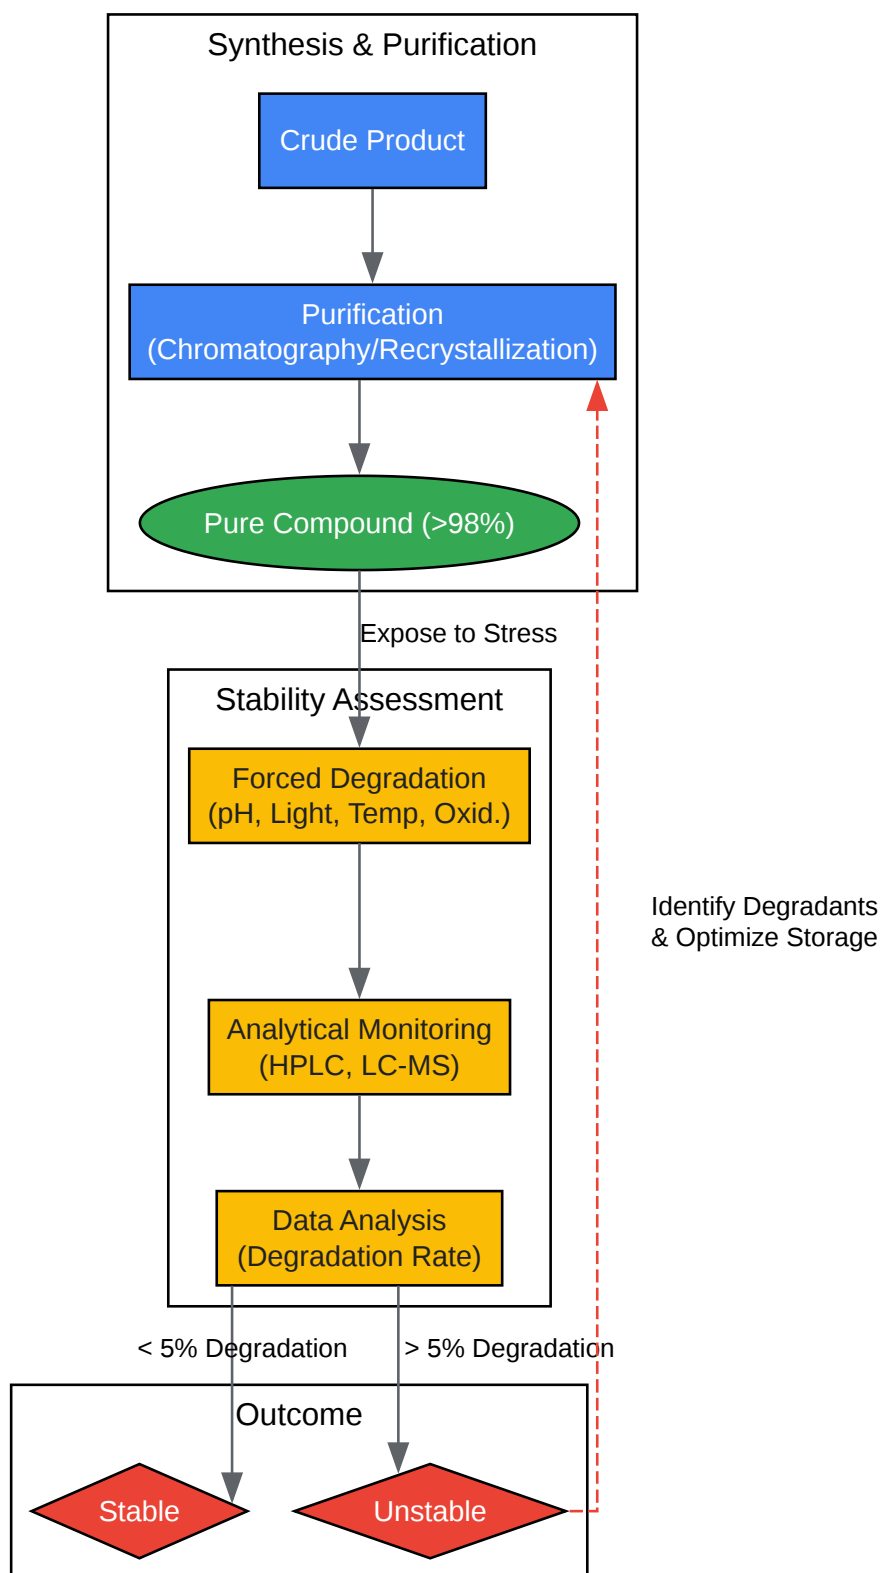 Synthesis & Purification
Crude Product
Purification
(Chromatography/Recrystallization)
Pure Compound (>98%)
Expose to Stress
Stability Assessment
Forced Degradation
(pH, Light, Temp, Oxid.)
Identify Degradants
& Optimize Storage
Analytical Monitoring
(HPLC, LC-MS)
Data Analysis
(Degradation Rate)
< 5% Degradation
> 5% Degradation
Outcome
Stable
Unstable